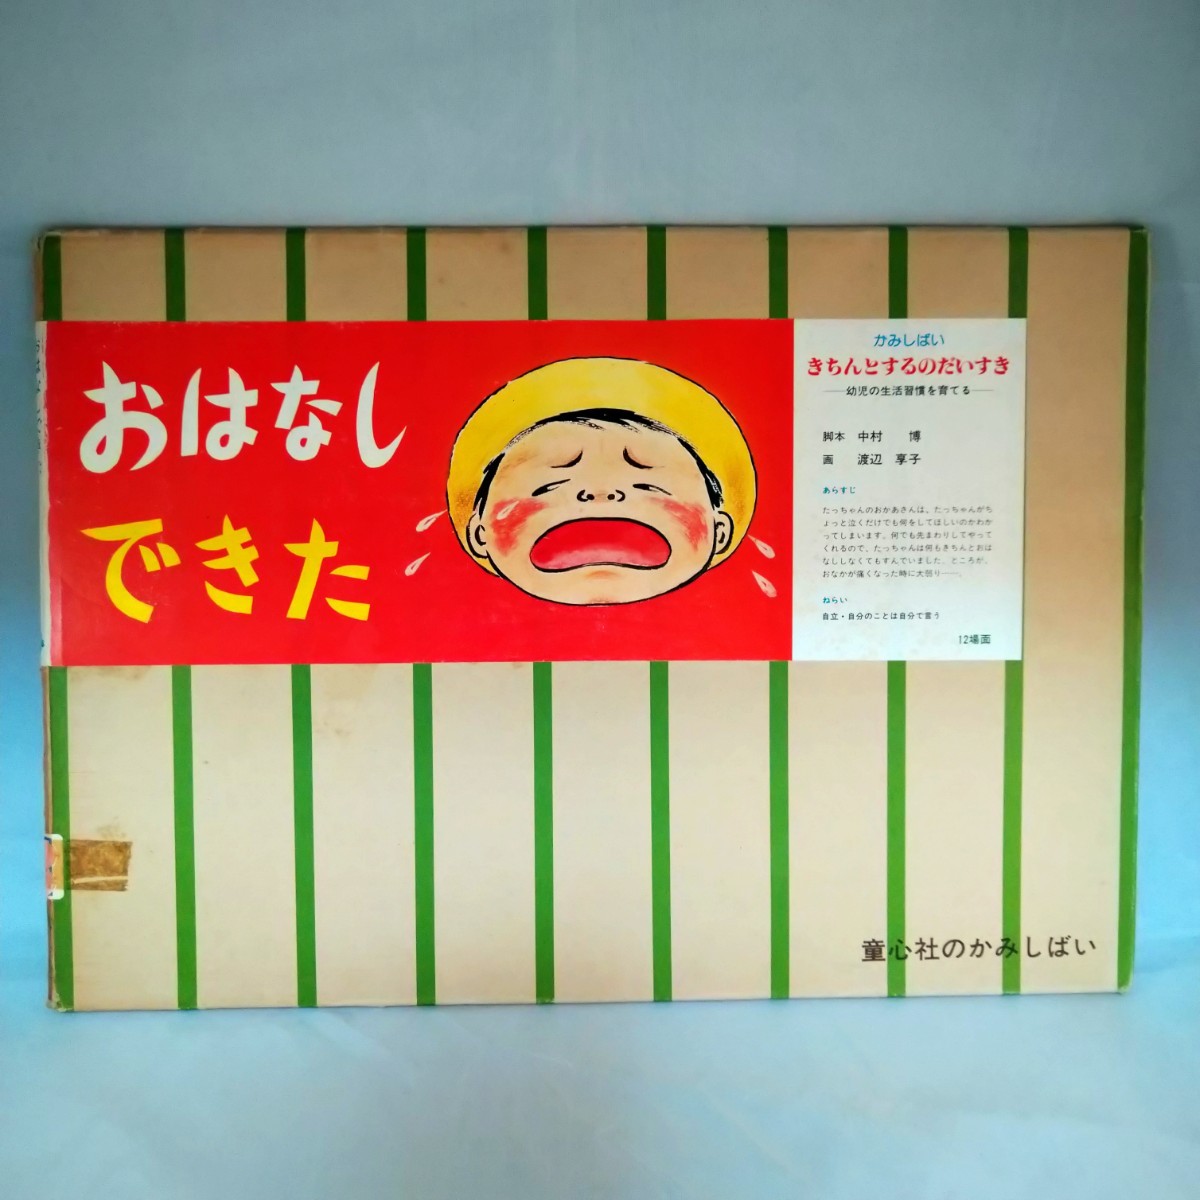 おはなし
できた
かみしばい
きちんとするのだいすき
―幼児の生活習慣を育てる―
脚本 中村 博
画 渡辺 享子
あらすじ
たっちゃんのおかあさんは、たっちゃんがち
ょっと泣くだけでも何をしてほしいのかわか
ってしまいます。何でも先まわりしてやって
くれるので、たっちゃんは何もきちんとおは
なししなくてもすんでいました。ところが、
おなかが痛くなった時に大弱り――。
ねらい
自立・自分のことは自分で言う
12場面
童心社のかみしばい